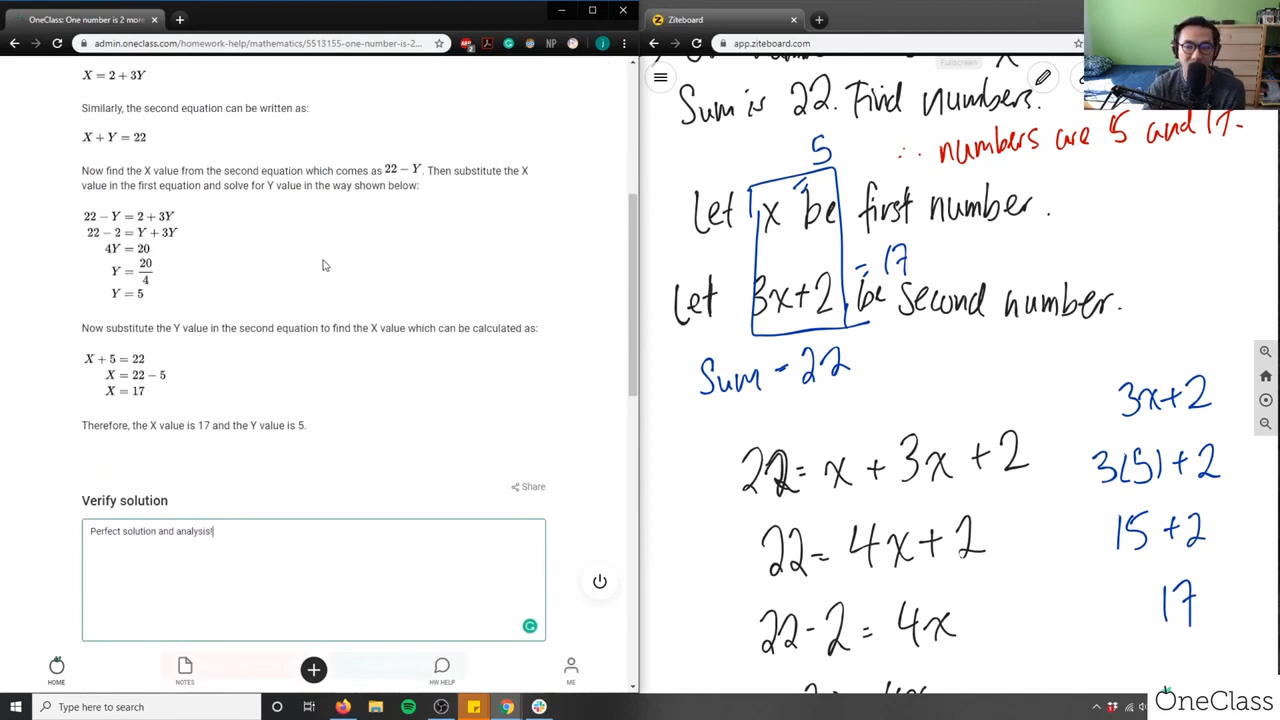 OneClass: One number is 2 more
Ziteboard
admin.oneclass.com/homework-help/mathematics/5513155-one-number-is-2...
app.ziteboard.com
Fullscreen
X = 2 + 3Y
Similarly, the second equation can be written as:
X + Y = 22
Now find the X value from the second equation which comes as 22 − Y. Then substitute the X
value in the first equation and solve for Y value in the way shown below:
22 − Y = 2 + 3Y
22 − 2 = Y + 3Y
4Y = 20
Y = 20/4
Y = 5
Now substitute the Y value in the second equation to find the X value which can be calculated as:
X + 5 = 22
X = 22 − 5
X = 17
Therefore, the X value is 17 and the Y value is 5.
Share
Verify solution
Perfect solution and analysis!
HOME
NOTES
HW HELP
ME
Type here to search
Sum is 22. Find numbers.
∴ numbers are 5 and 17.
5
=
Let x be first number.
= 17
Let 3x+2 be second number.
Sum = 22
22 = x + 3x + 2
22 = 4x + 2
22 - 2 = 4x
3x+2
3(5)+2
15+2
17
OneClass